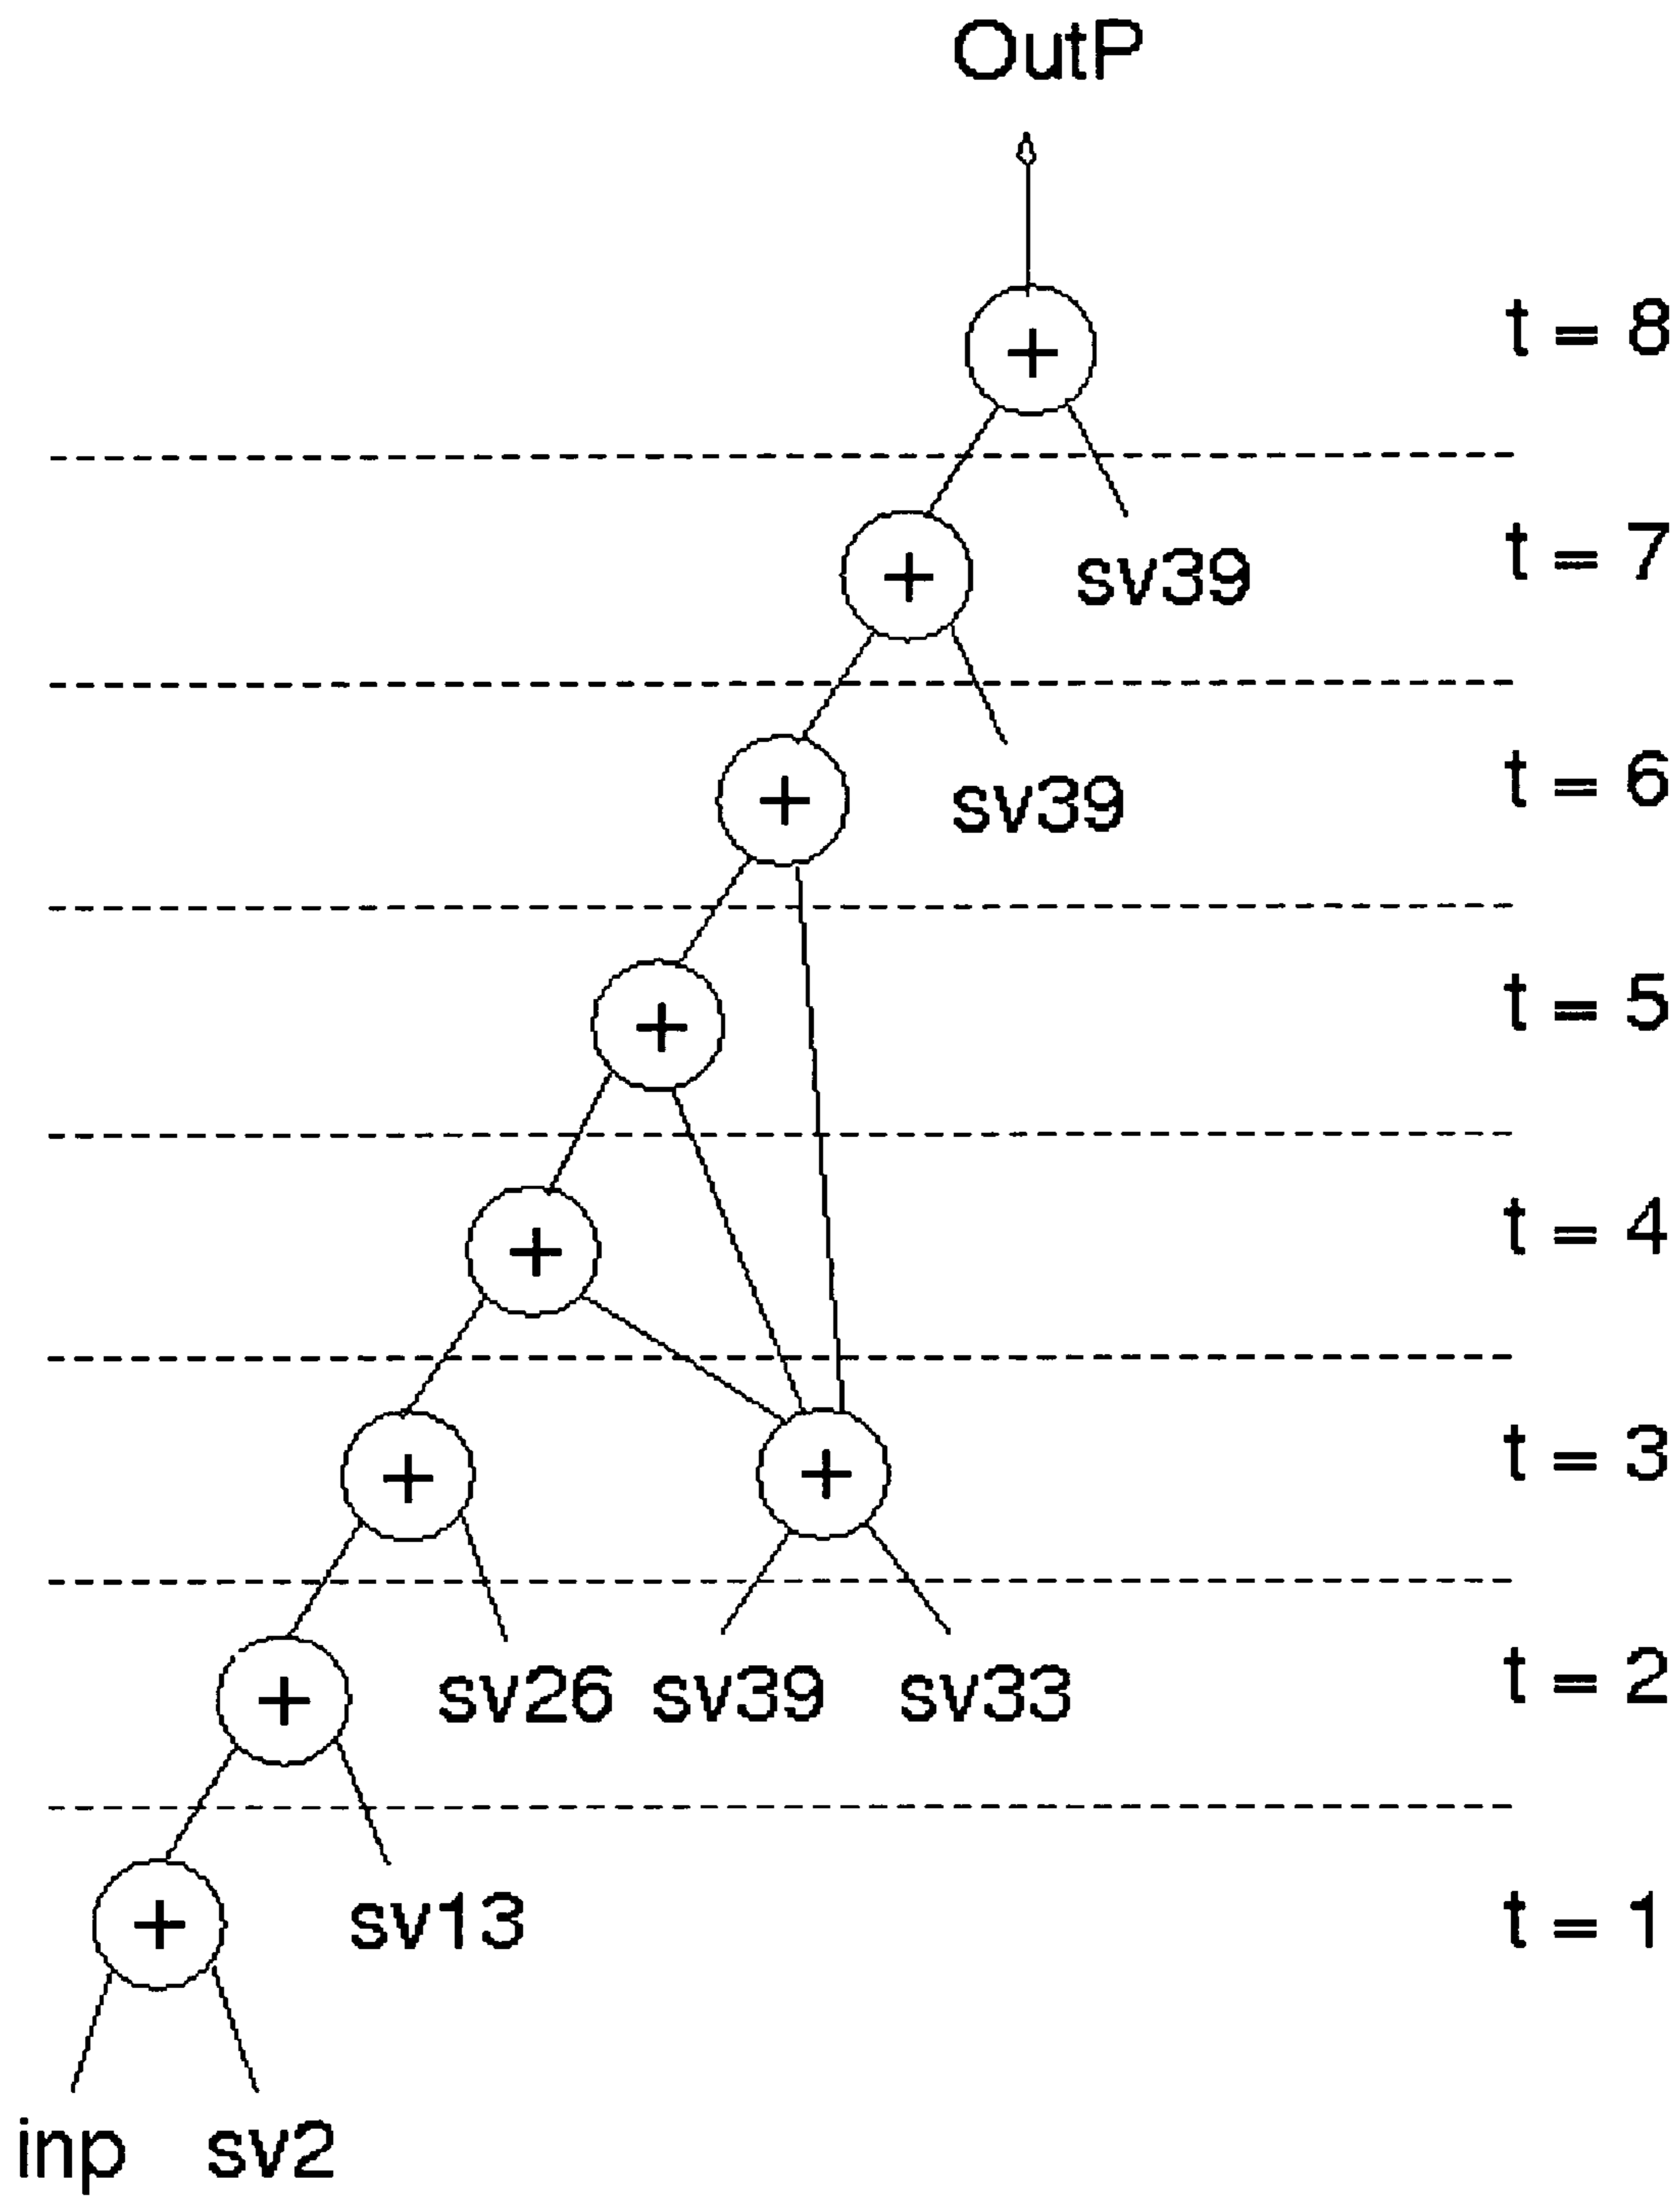 OutP
+ t = 8
+ sv39 t = 7
+ sv39 t = 6
+ t = 5
+ t = 4
+ + t = 3
+ sv26 sv39 sv33 t = 2
+ sv13 t = 1
inp sv2